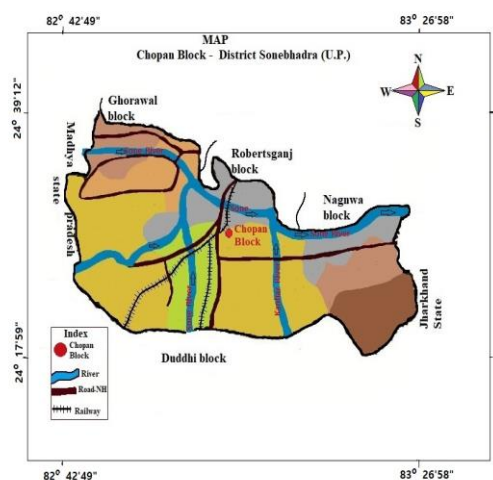 82 42'49"
83 26'58"
MAP
Chopan Block - District Sonebhadra (U.P.)
N
W
E
S
24 39'12"
Ghorawal
block
Madhya
state
pradesh
Robertsganj
block
Nagnwa
block
Chopan
Block
Jharkhand
State
24 17'59"
Duddhi block
Index
Chopan
Block
River
Road-NH
Railway
82 42'49"
83 26'58"